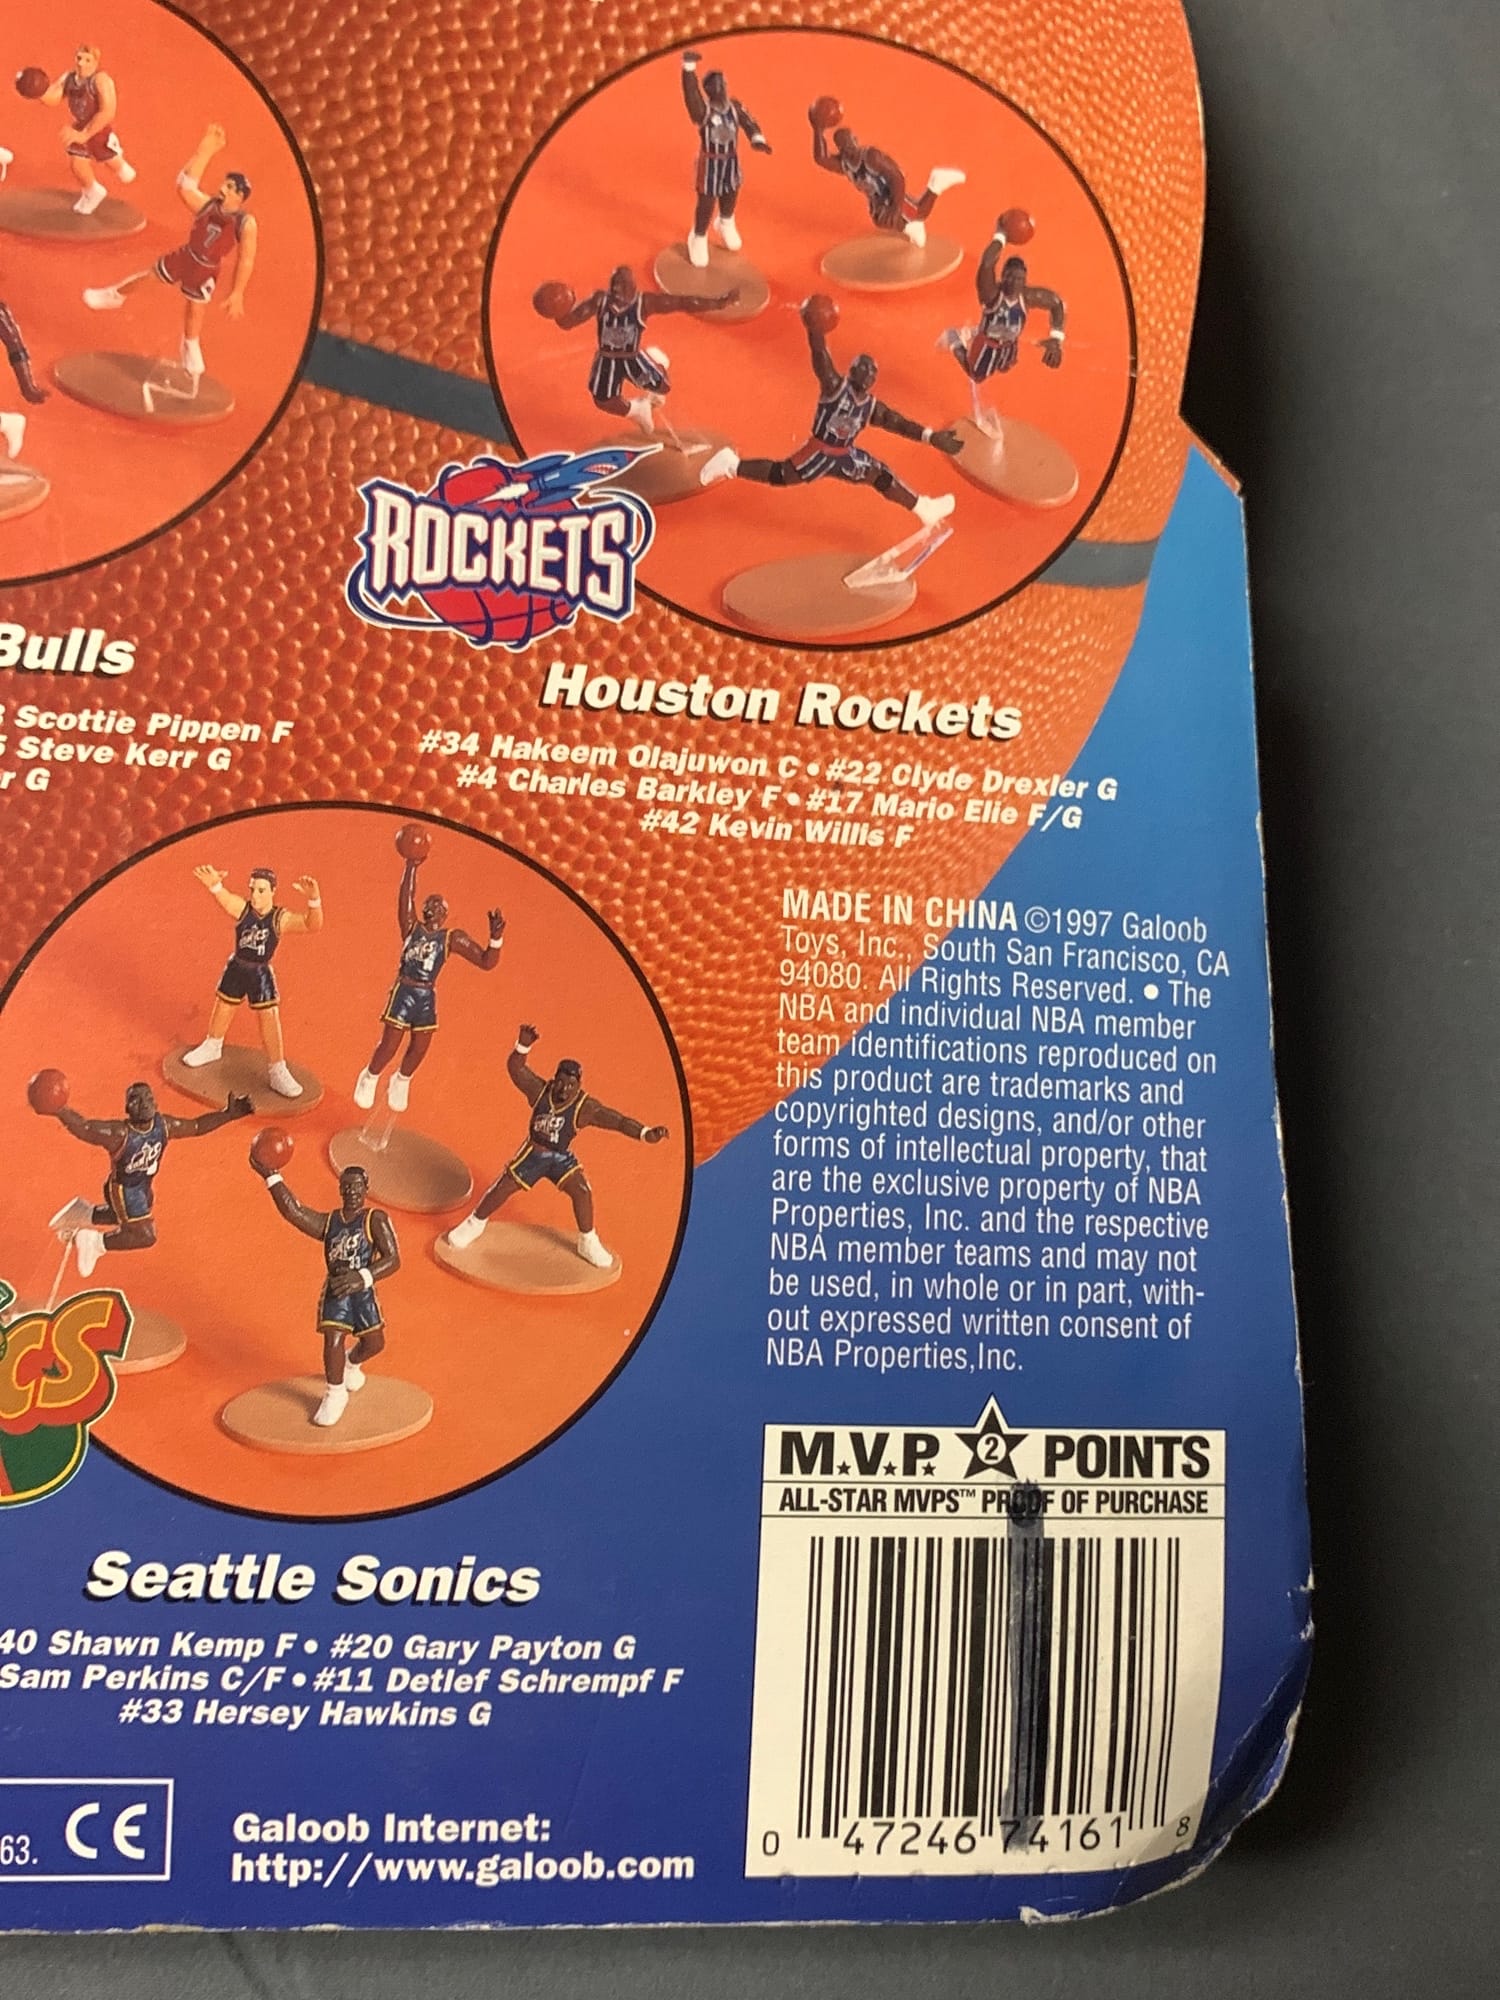 ROCKETS
Bulls
Scottie Pippen F
Steve Kerr G
r G
Houston Rockets
#34 Hakeem Olajuwon C • #22 Clyde Drexler G
#4 Charles Barkley F • #17 Mario Elie F/G
#42 Kevin Willis F
MADE IN CHINA ©1997 Galoob
Toys, Inc., South San Francisco, CA
94080. All Rights Reserved. • The
NBA and individual NBA member
team identifications reproduced on
this product are trademarks and
copyrighted designs, and/or other
forms of intellectual property, that
are the exclusive property of NBA
Properties, Inc. and the respective
NBA member teams and may not
be used, in whole or in part, with-
out expressed written consent of
NBA Properties,Inc.
M.V.P. 2 POINTS
ALL-STAR MVPS™ PROOF OF PURCHASE
0 47246 74161 8
ics
Seattle Sonics
40 Shawn Kemp F • #20 Gary Payton G
Sam Perkins C/F • #11 Detlef Schrempf F
#33 Hersey Hawkins G
63. CE
Galoob Internet:
http://www.galoob.com